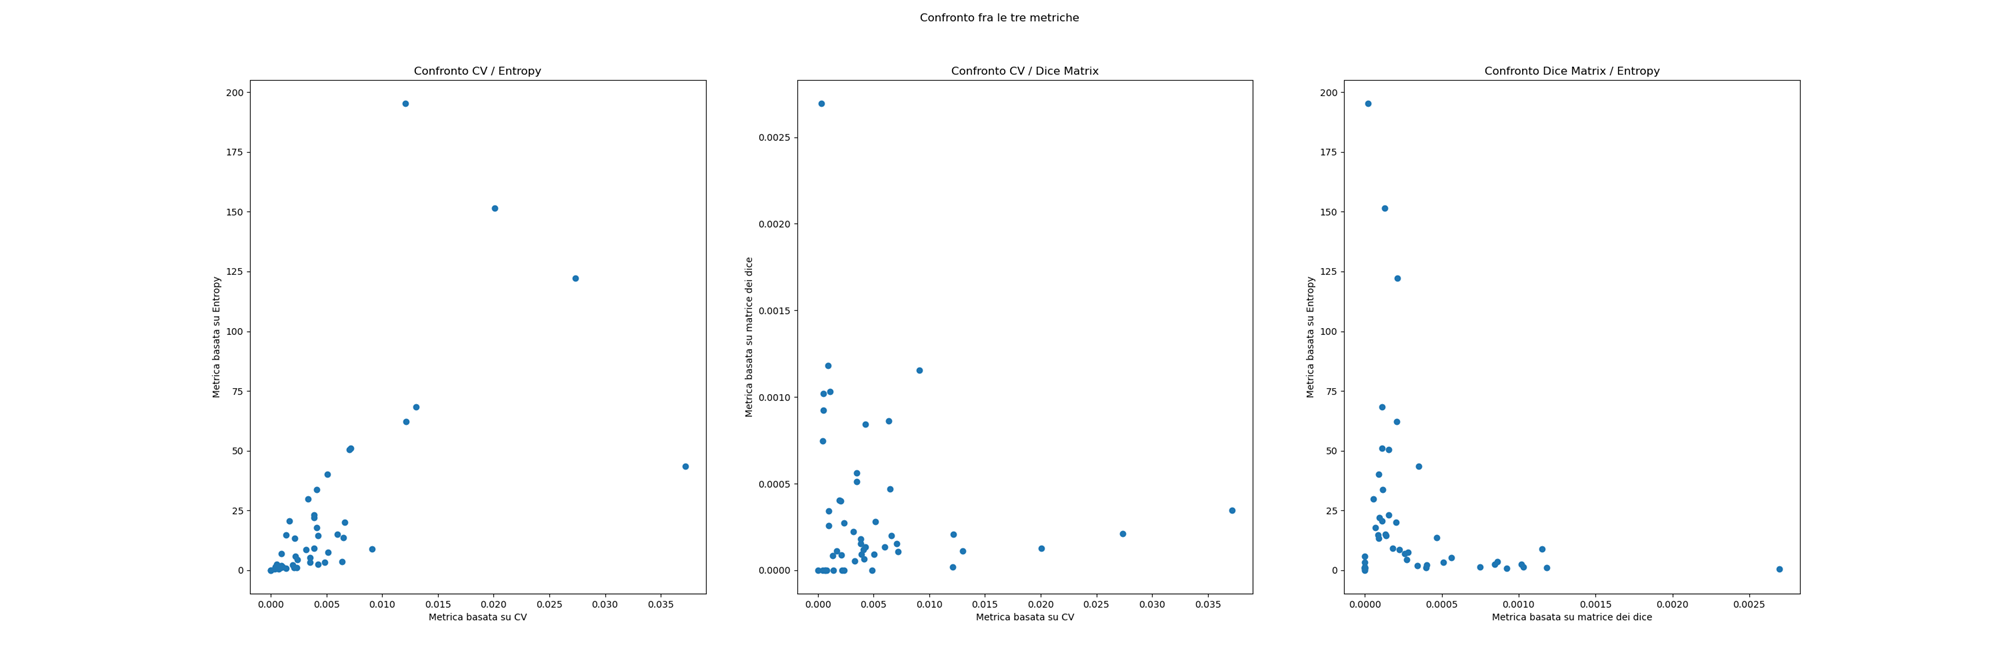 Confronto fra le tre metriche
Confronto CV / Entropy
Metrica basata su Entropy
200
175
150
125
100
75
50
25
0
0.000 0.005 0.010 0.015 0.020 0.025 0.030 0.035
Metrica basata su CV
Confronto CV / Dice Matrix
Metrica basata su matrice dei dice
0.0025
0.0020
0.0015
0.0010
0.0005
0.0000
0.000 0.005 0.010 0.015 0.020 0.025 0.030 0.035
Metrica basata su CV
Confronto Dice Matrix / Entropy
Metrica basata su Entropy
200
175
150
125
100
75
50
25
0
0.0000 0.0005 0.0010 0.0015 0.0020 0.0025
Metrica basata su matrice dei dice